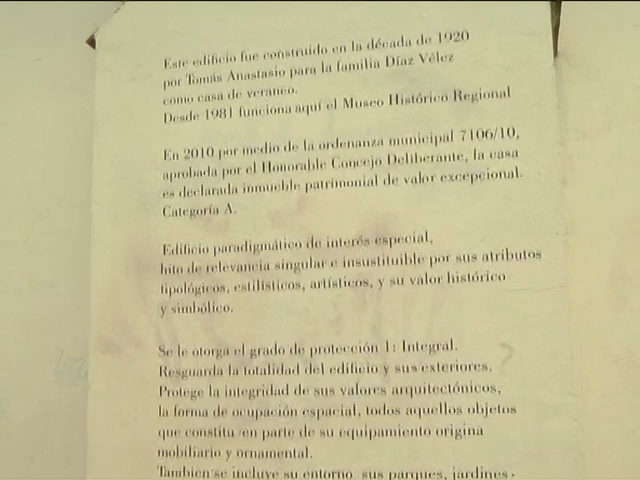 Este edificio fue construido en la década de 1920
por Tomás Anastasio para la familia Díaz Vélez
como casa de veraneo.
Desde 1981 funciona aquí el Museo Histórico Regional
En 2010 por medio de la ordenanza municipal 7106/10,
aprobada por el Honorable Concejo Deliberante, la casa
es declarada inmueble patrimonial de valor excepcional.
Categoría A.
Edificio paradigmático de interés especial,
hito de relevancia singular e insustituible por sus atributos
tipológicos, estilísticos, artísticos, y su valor histórico
y simbólico.
Se le otorga el grado de protección 1: Integral.
Resguarda la totalidad del edificio y sus exteriores.
Protege la integridad de sus valores arquitectónicos,
la forma de ocupación espacial, todos aquellos objetos
que constitu en parte de su equipamiento origina
mobiliario y ornamental.
Tambien se incluye su entorno sus parques, jardines